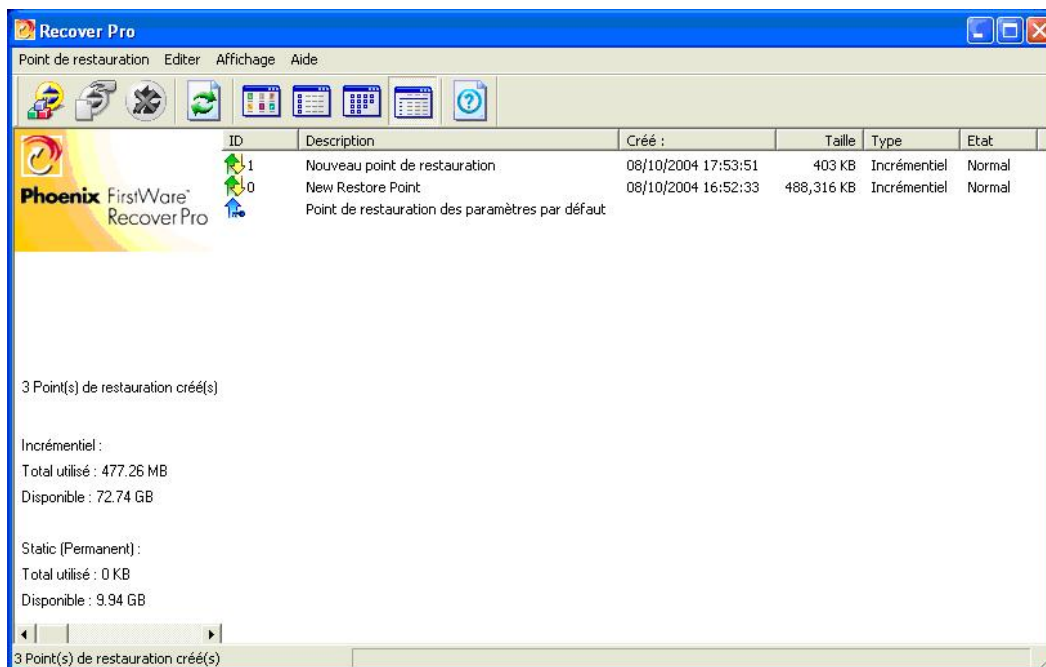 Recover Pro
Point de restauration Editer Affichage Aide
ID Description Créé : Taille Type Etat
1 Nouveau point de restauration 08/10/2004 17:53:51 403 KB Incrémentiel Normal
0 New Restore Point 08/10/2004 16:52:33 488,316 KB Incrémentiel Normal
Point de restauration des paramètres par défaut
Phoenix FirstWare™
Recover Pro
3 Point(s) de restauration créé(s)
Incrémentiel :
Total utilisé : 477.26 MB
Disponible : 72.74 GB
Static (Permanent) :
Total utilisé : 0 KB
Disponible : 9.94 GB
3 Point(s) de restauration créé(s)